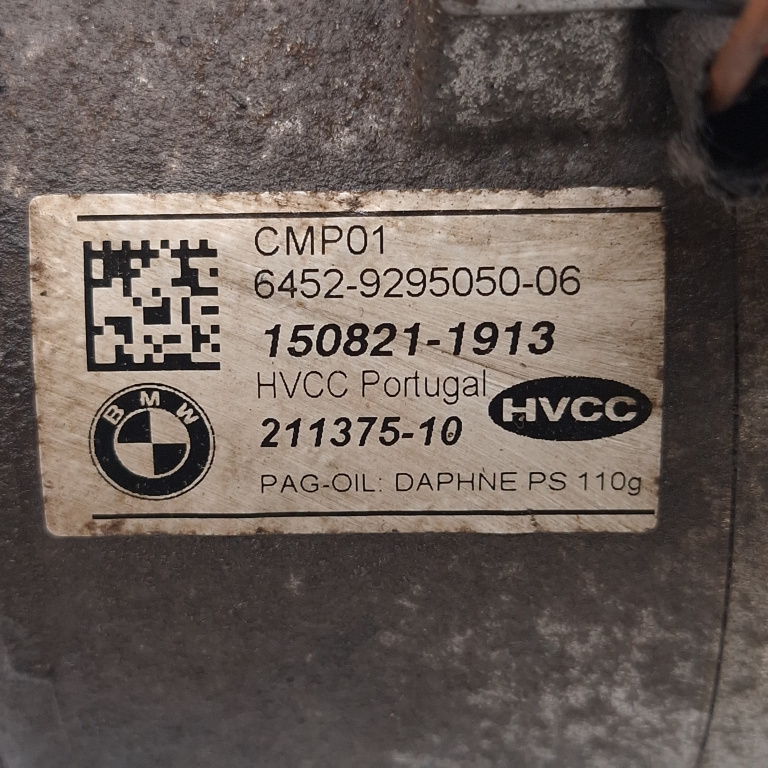 CMP01
6452-9295050-06
150821-1913
HVCC Portugal
HVCC
211375-10
BMW
PAG-OIL: DAPHNE PS 110g